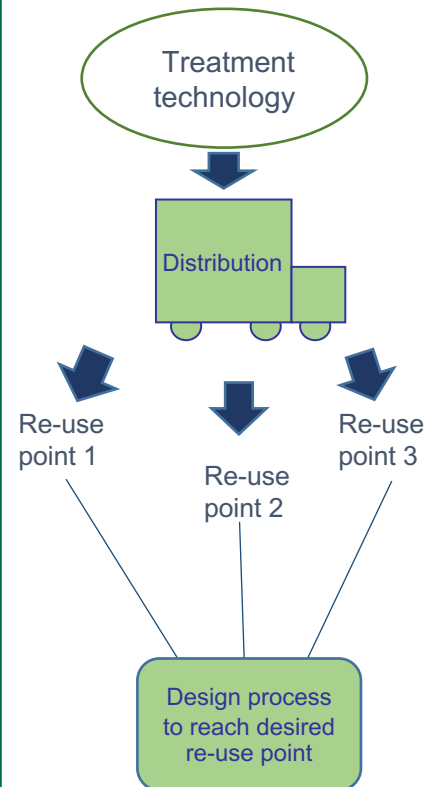 Treatment
technology
Distribution
Re-use
point 1
Re-use
point 2
Re-use
point 3
Design process
to reach desired
re-use point